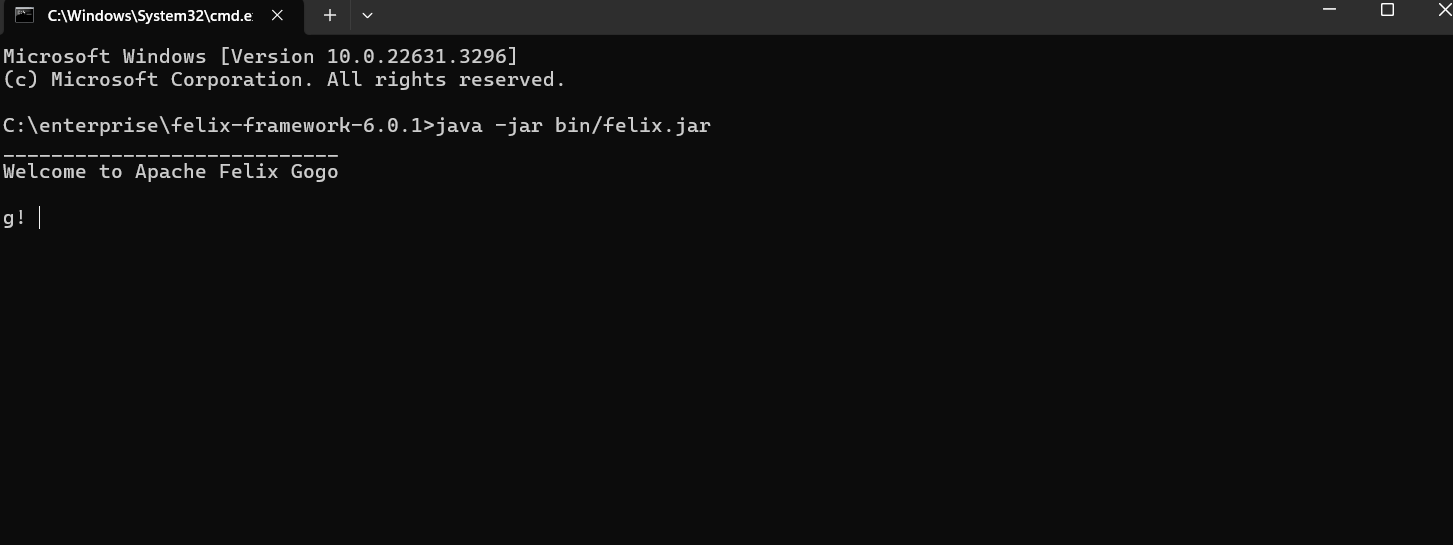 C:\Windows\System32\cmd.e
Microsoft Windows [Version 10.0.22631.3296]
(c) Microsoft Corporation. All rights reserved.
C:\enterprise\felix-framework-6.0.1>java -jar bin/felix.jar
____________________________
Welcome to Apache Felix Gogo
g!